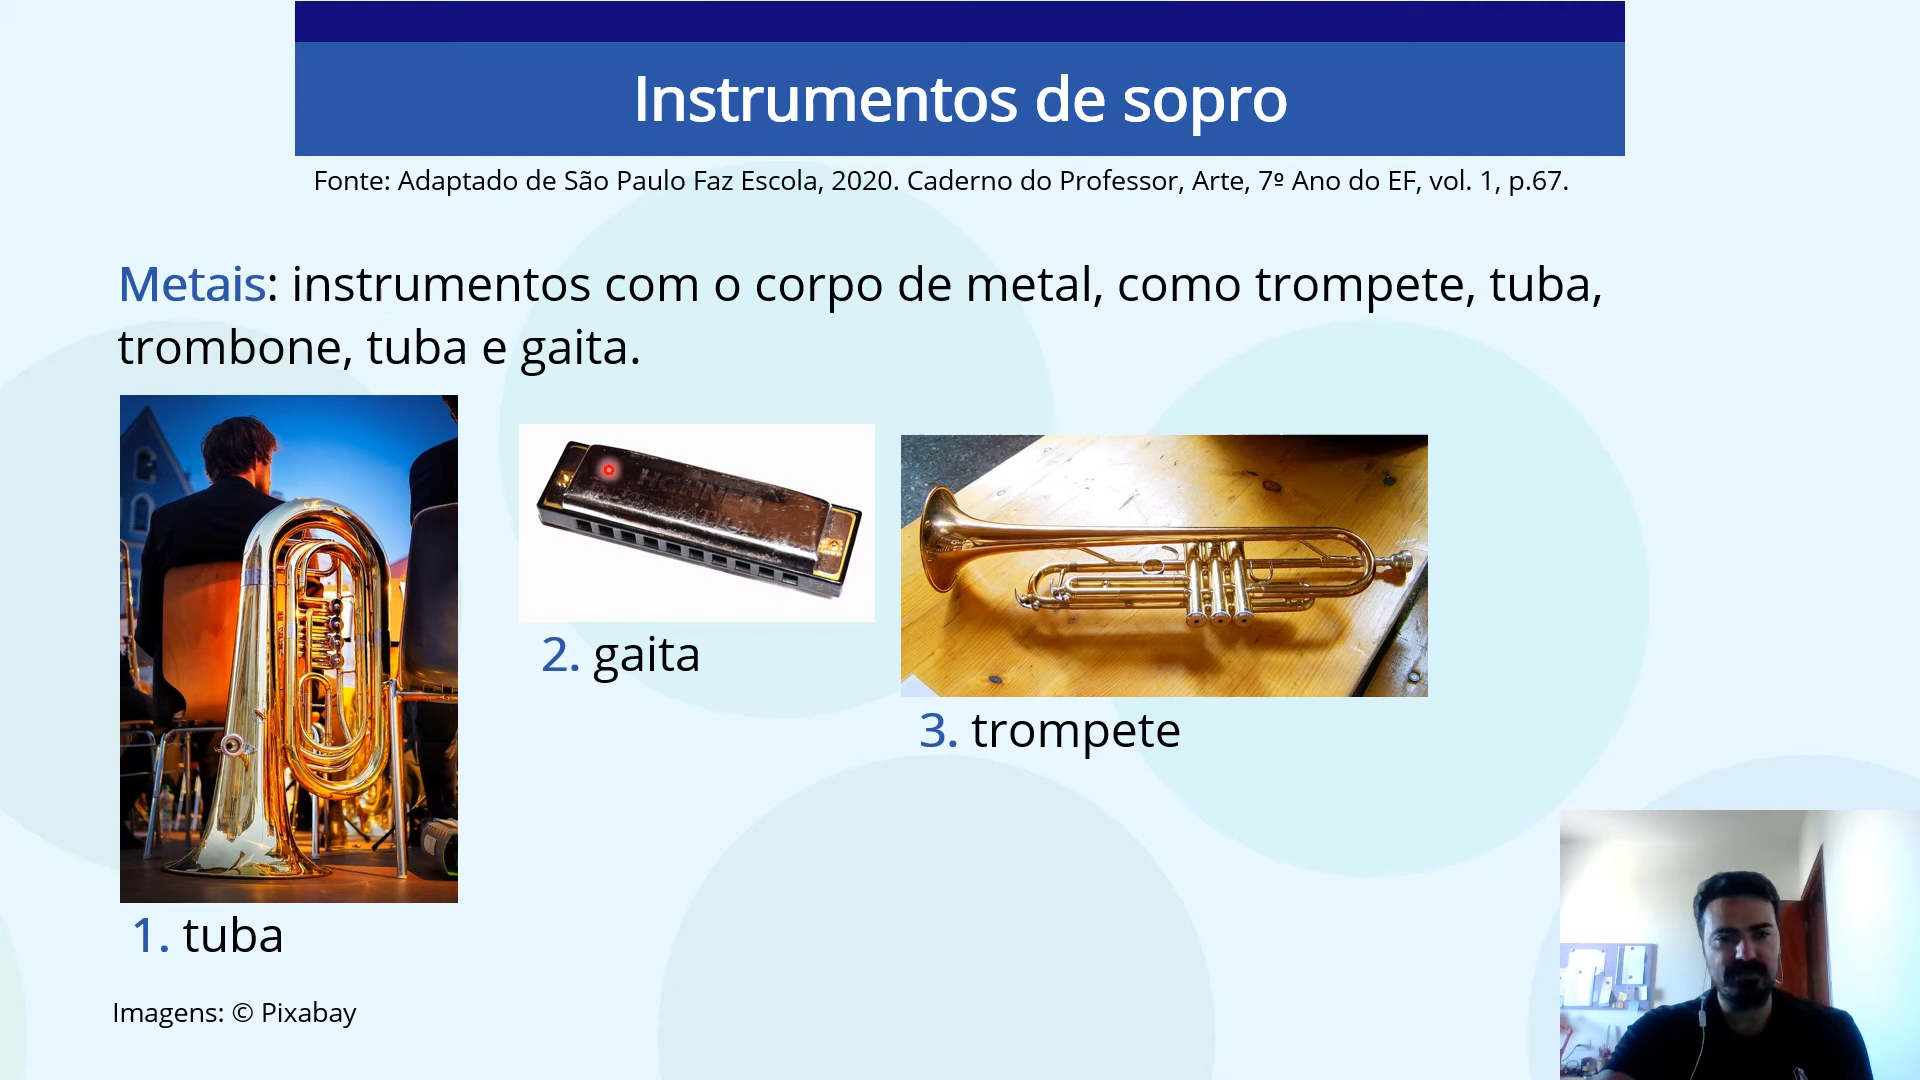 Instrumentos de sopro
Fonte: Adaptado de São Paulo Faz Escola, 2020. Caderno do Professor, Arte, 7º Ano do EF, vol. 1, p.67.
Metais: instrumentos com o corpo de metal, como trompete, tuba,
trombone, tuba e gaita.
HOHNER
2. gaita
3. trompete
1. tuba
Imagens: © Pixabay